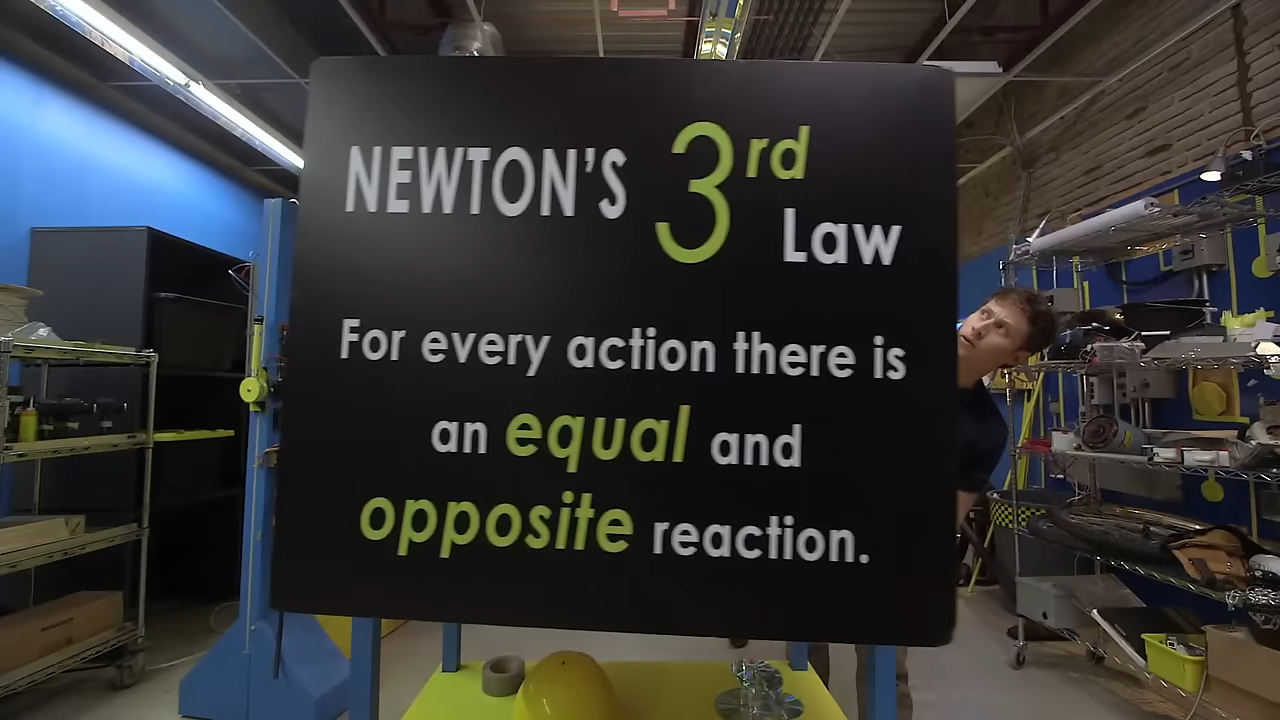 NEWTON'S 3rd
Law
For every action there is
an equal and
opposite reaction.